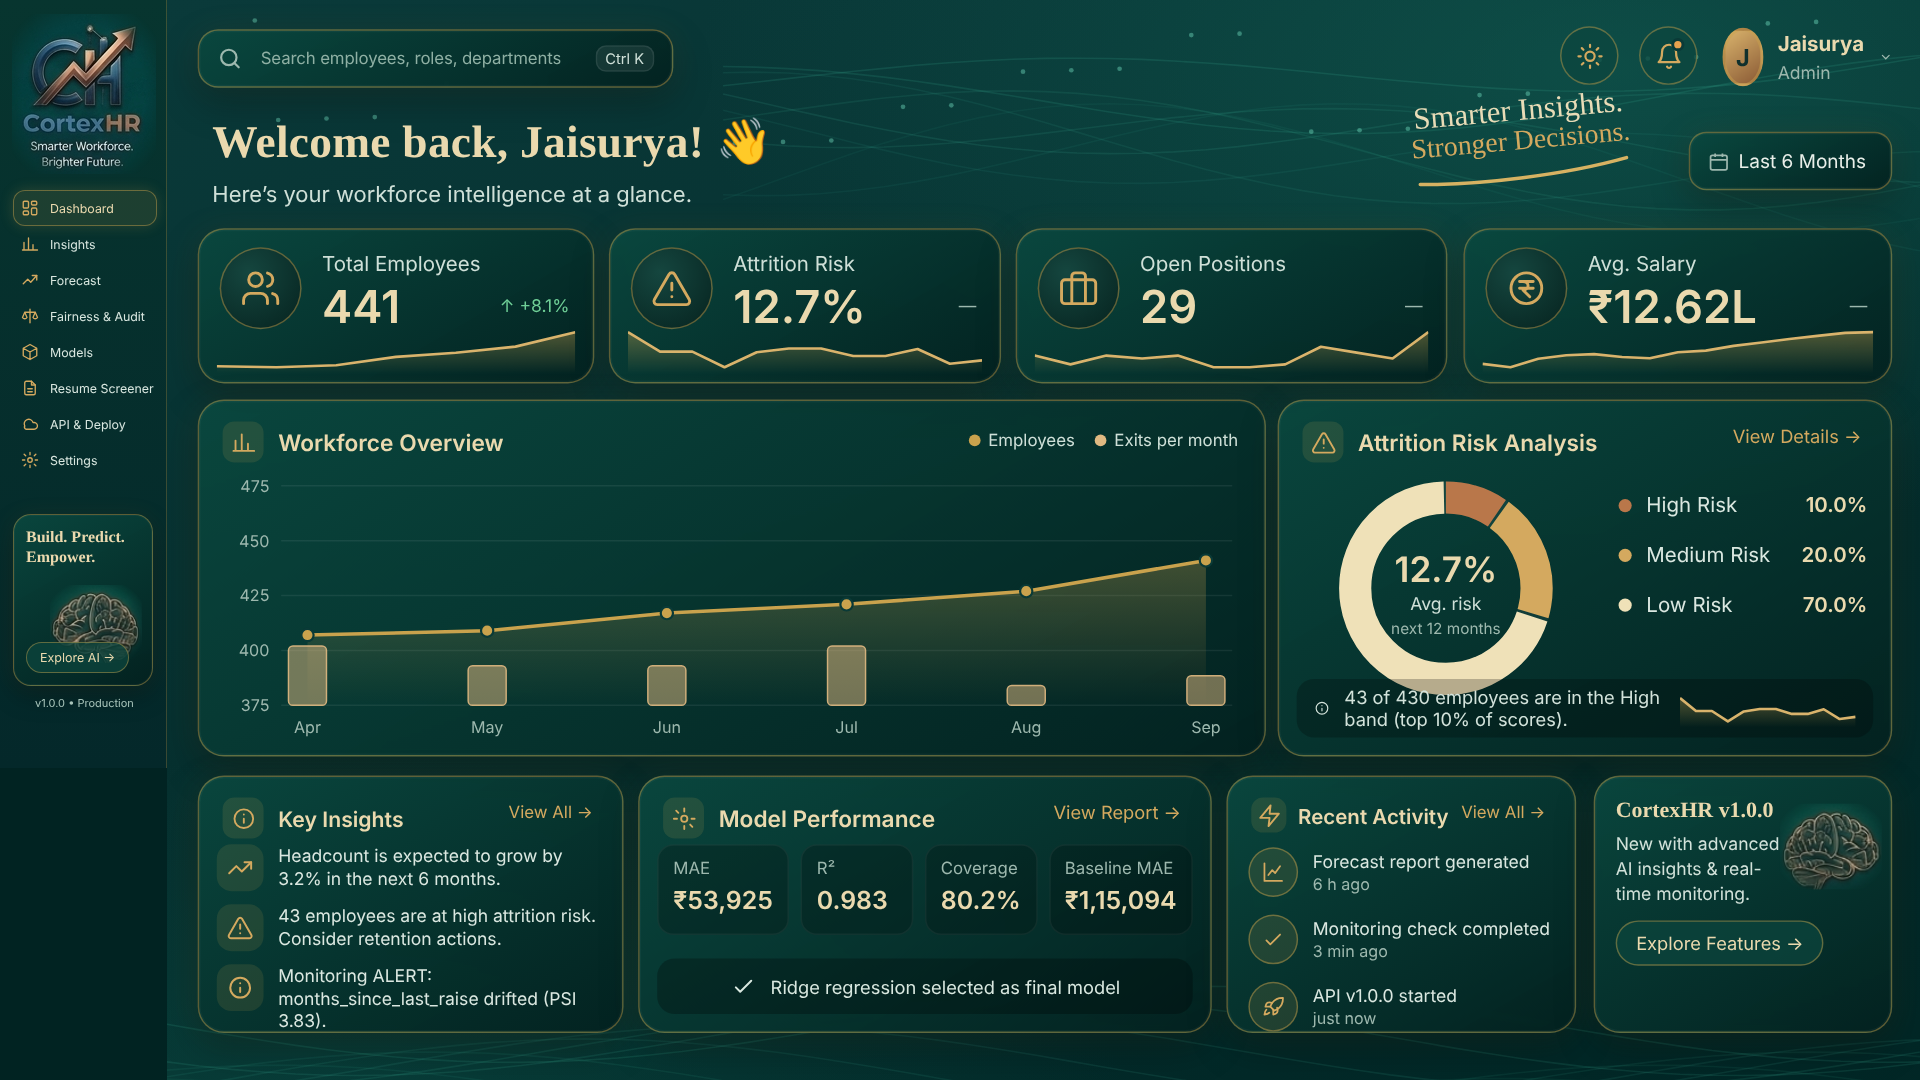 CH
CortexHR
Smarter Workforce.
Brighter Future.
Dashboard
Insights
Forecast
Fairness & Audit
Models
Resume Screener
API & Deploy
Settings
Build. Predict.
Empower.
Explore AI →
v1.0.0 • Production
Search employees, roles, departments
Ctrl K
J
Jaisurya
Admin
Welcome back, Jaisurya! 👋
Here’s your workforce intelligence at a glance.
Smarter Insights.
Stronger Decisions.
Last 6 Months
Total Employees
441
↑ +8.1%
Attrition Risk
12.7%
—
Open Positions
29
—
Avg. Salary
₹12.62L
—
Workforce Overview
Employees
Exits per month
475
450
425
400
375
Apr
May
Jun
Jul
Aug
Sep
Attrition Risk Analysis
View Details →
12.7%
Avg. risk
next 12 months
High Risk 10.0%
Medium Risk 20.0%
Low Risk 70.0%
43 of 430 employees are in the High
band (top 10% of scores).
Key Insights
View All →
Headcount is expected to grow by
3.2% in the next 6 months.
43 employees are at high attrition risk.
Consider retention actions.
Monitoring ALERT:
months_since_last_raise drifted (PSI
3.83).
Model Performance
View Report →
MAE
₹53,925
R²
0.983
Coverage
80.2%
Baseline MAE
₹1,15,094
Ridge regression selected as final model
Recent Activity
View All →
Forecast report generated
6 h ago
Monitoring check completed
3 min ago
API v1.0.0 started
just now
CortexHR v1.0.0
New with advanced
AI insights & real-
time monitoring.
Explore Features →